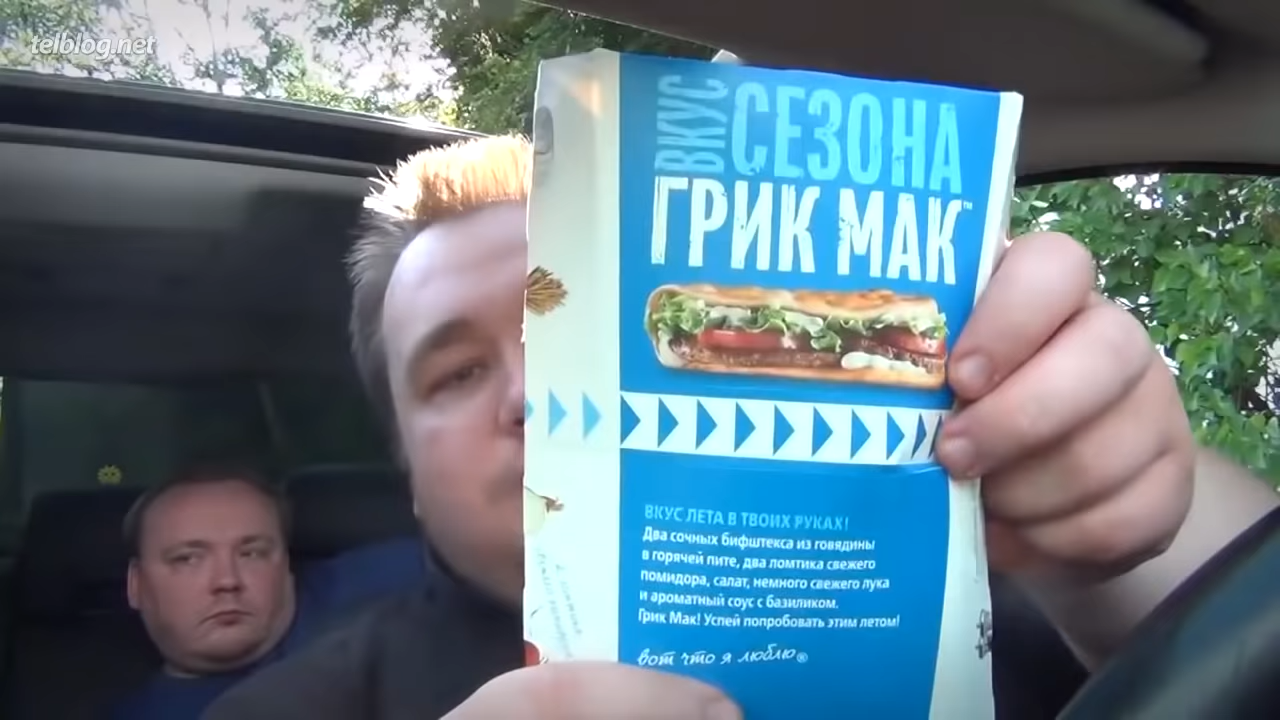 telblog.net
ВКУС
СЕЗОНА
ГРИК МАК™
ВКУС ЛЕТА В ТВОИХ РУКАХ!
Два сочных бифштекса из говядины
в горячей пите, два ломтика свежего
помидора, салат, немного свежего лука
и ароматный соус с базиликом.
Грик Мак! Успей попробовать этим летом!
вот что я люблю®